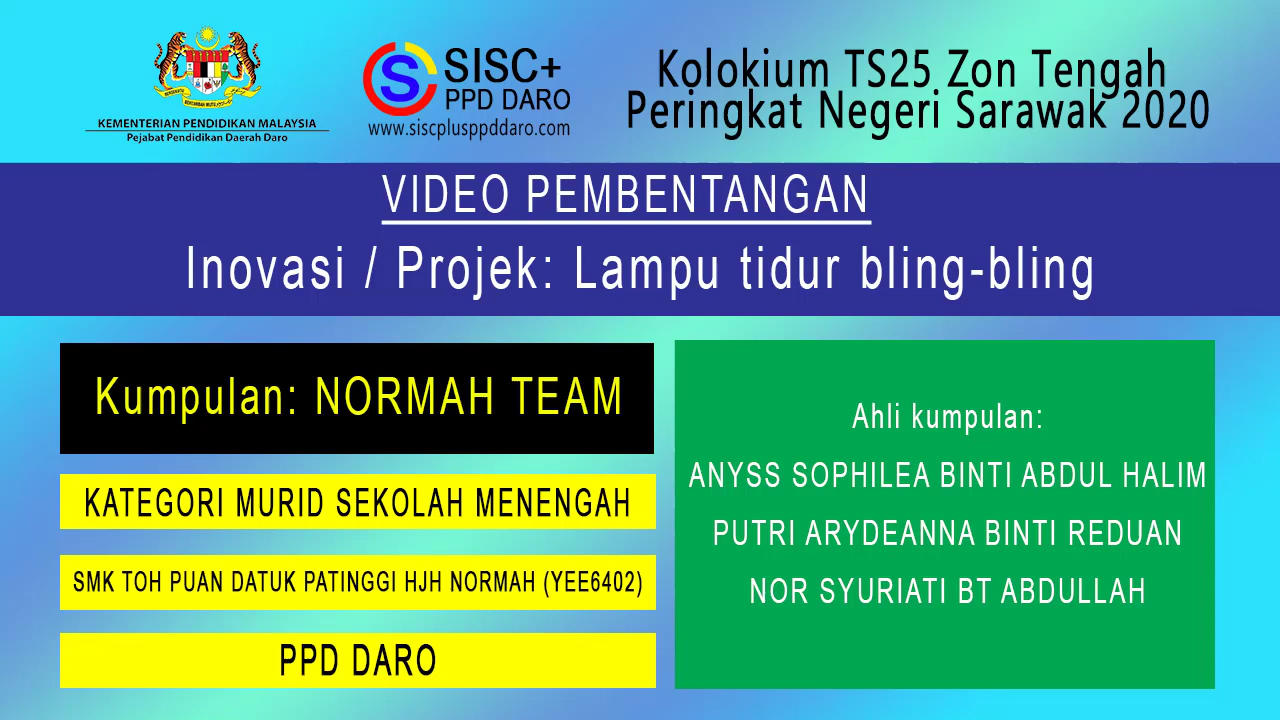 KEMENTERIAN PENDIDIKAN MALAYSIA
Pejabat Pendidikan Daerah Daro
S
SISC+
PPD DARO
www.siscplusppddaro.com
Kolokium TS25 Zon Tengah
Peringkat Negeri Sarawak 2020
VIDEO PEMBENTANGAN
Inovasi / Projek: Lampu tidur bling-bling
Kumpulan: NORMAH TEAM
KATEGORI MURID SEKOLAH MENENGAH
SMK TOH PUAN DATUK PATINGGI HJH NORMAH (YEE6402)
PPD DARO
Ahli kumpulan:
ANYSS SOPHILEA BINTI ABDUL HALIM
PUTRI ARYDEANNA BINTI REDUAN
NOR SYURIATI BT ABDULLAH